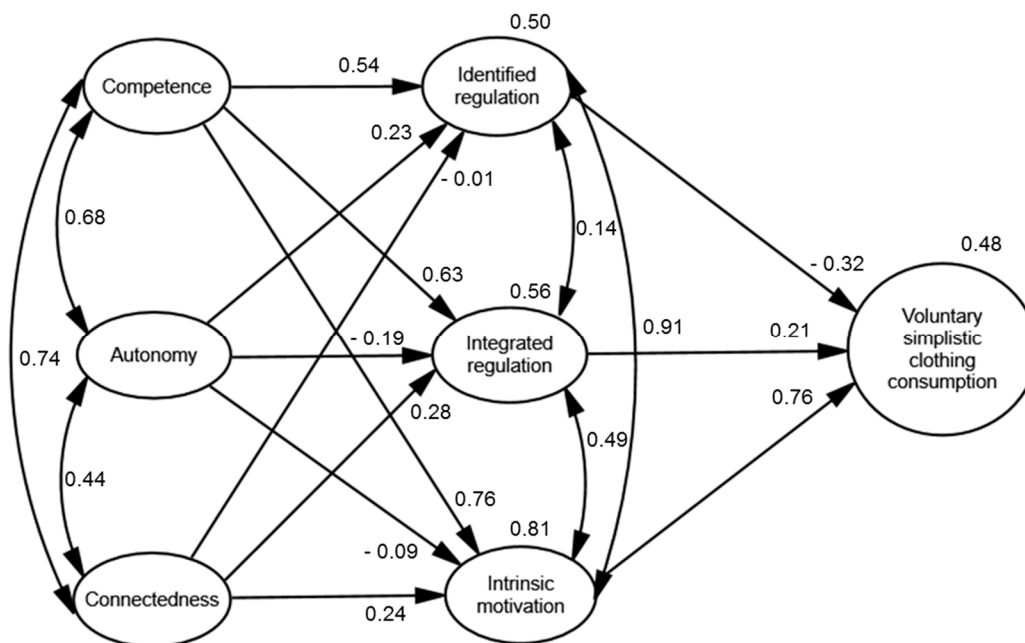 0.50
Competence
0.54
Identified
regulation
0.23
- 0.01
0.68
0.14
0.48
- 0.32
0.63
0.56
Voluntary
simplistic
clothing
consumption
0.74
Autonomy
- 0.19
Integrated
regulation
0.91
0.21
0.28
0.76
0.49
0.44
0.76
0.81
- 0.09
Connectedness
0.24
Intrinsic
motivation